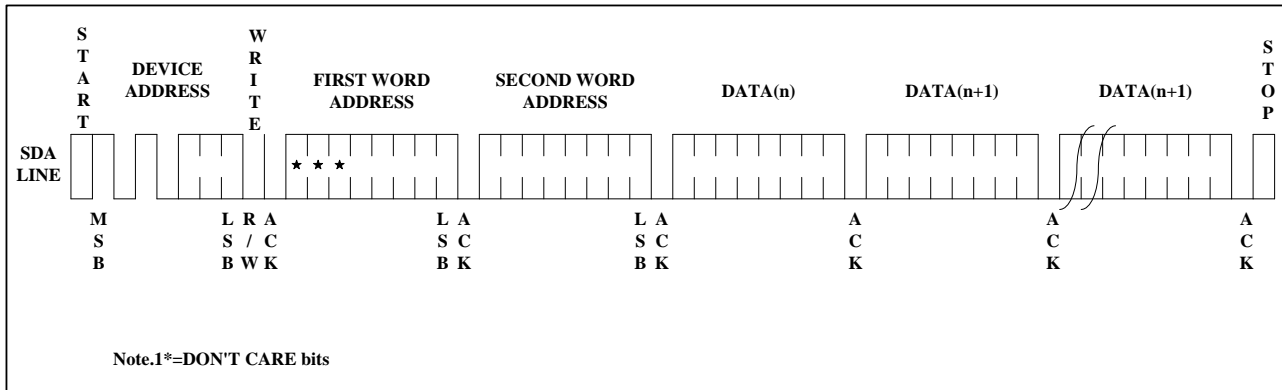 START
DEVICE
ADDRESS
WRITE
FIRST WORD
ADDRESS
SECOND WORD
ADDRESS
DATA(n)
DATA(n+1)
DATA(n+1)
STOP
SDA
LINE
★ ★ ★
MSB
LSB
R/W
ACK
LSB
ACK
LSB
ACK
ACK
ACK
ACK
Note.1*=DON'T CARE bits